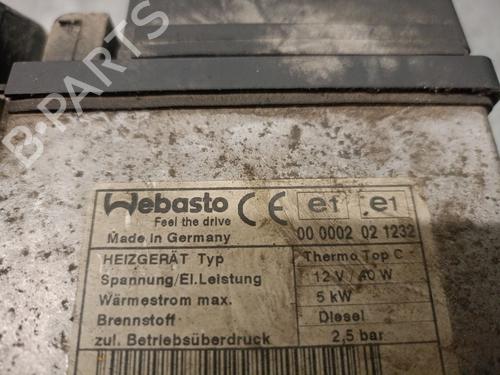 B-PARTS
Webasto CE e1 e1
Feel the drive
Made in Germany 00 0002 02 1232
HEIZGERÄT Typ Thermo Top C
Spannung/El.Leistung 12 V / 40 W
Wärmestrom max. 5 kW
Brennstoff Diesel
zul. Betriebsüberdruck 2,5 bar